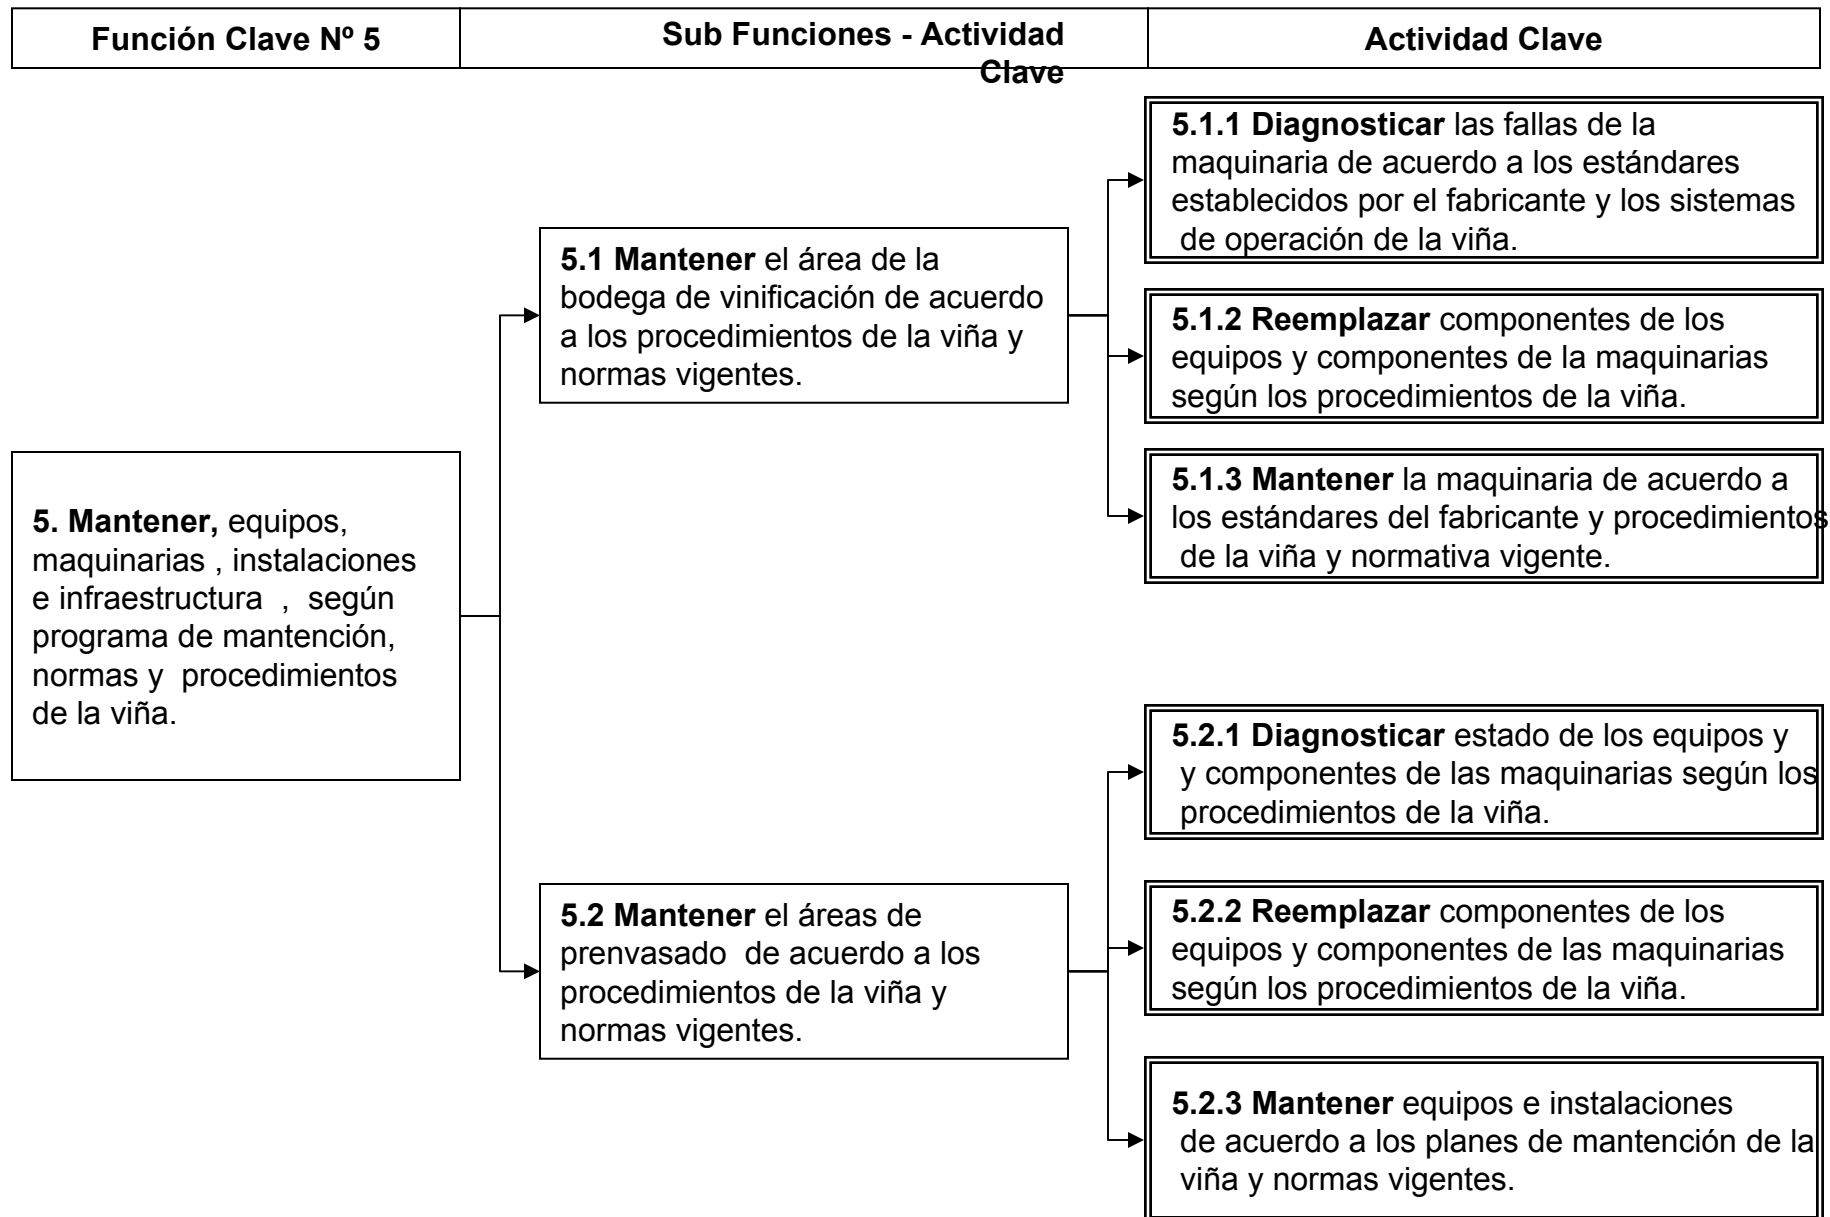 Función Clave Nº 5
Sub Funciones - Actividad
Clave
Actividad Clave
5. Mantener, equipos,
maquinarias , instalaciones
e infraestructura , según
programa de mantención,
normas y procedimientos
de la viña.
5.1 Mantener el área de la
bodega de vinificación de acuerdo
a los procedimientos de la viña y
normas vigentes.
5.1.1 Diagnosticar las fallas de la
maquinaria de acuerdo a los estándares
establecidos por el fabricante y los sistemas
de operación de la viña.
5.1.2 Reemplazar componentes de los
equipos y componentes de la maquinarias
según los procedimientos de la viña.
5.1.3 Mantener la maquinaria de acuerdo a
los estándares del fabricante y procedimientos
de la viña y normativa vigente.
5.2 Mantener el áreas de
prenvasado de acuerdo a los
procedimientos de la viña y
normas vigentes.
5.2.1 Diagnosticar estado de los equipos y
y componentes de las maquinarias según los
procedimientos de la viña.
5.2.2 Reemplazar componentes de los
equipos y componentes de las maquinarias
según los procedimientos de la viña.
5.2.3 Mantener equipos e instalaciones
de acuerdo a los planes de mantención de la
viña y normas vigentes.